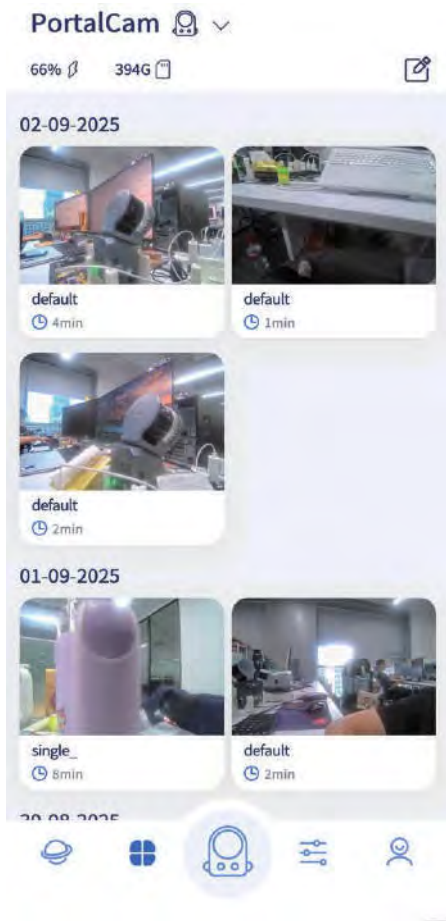 PortalCam
66% 394G
02-09-2025
default default
4min 1min
default
2min
01-09-2025
single_ default
8min 2min